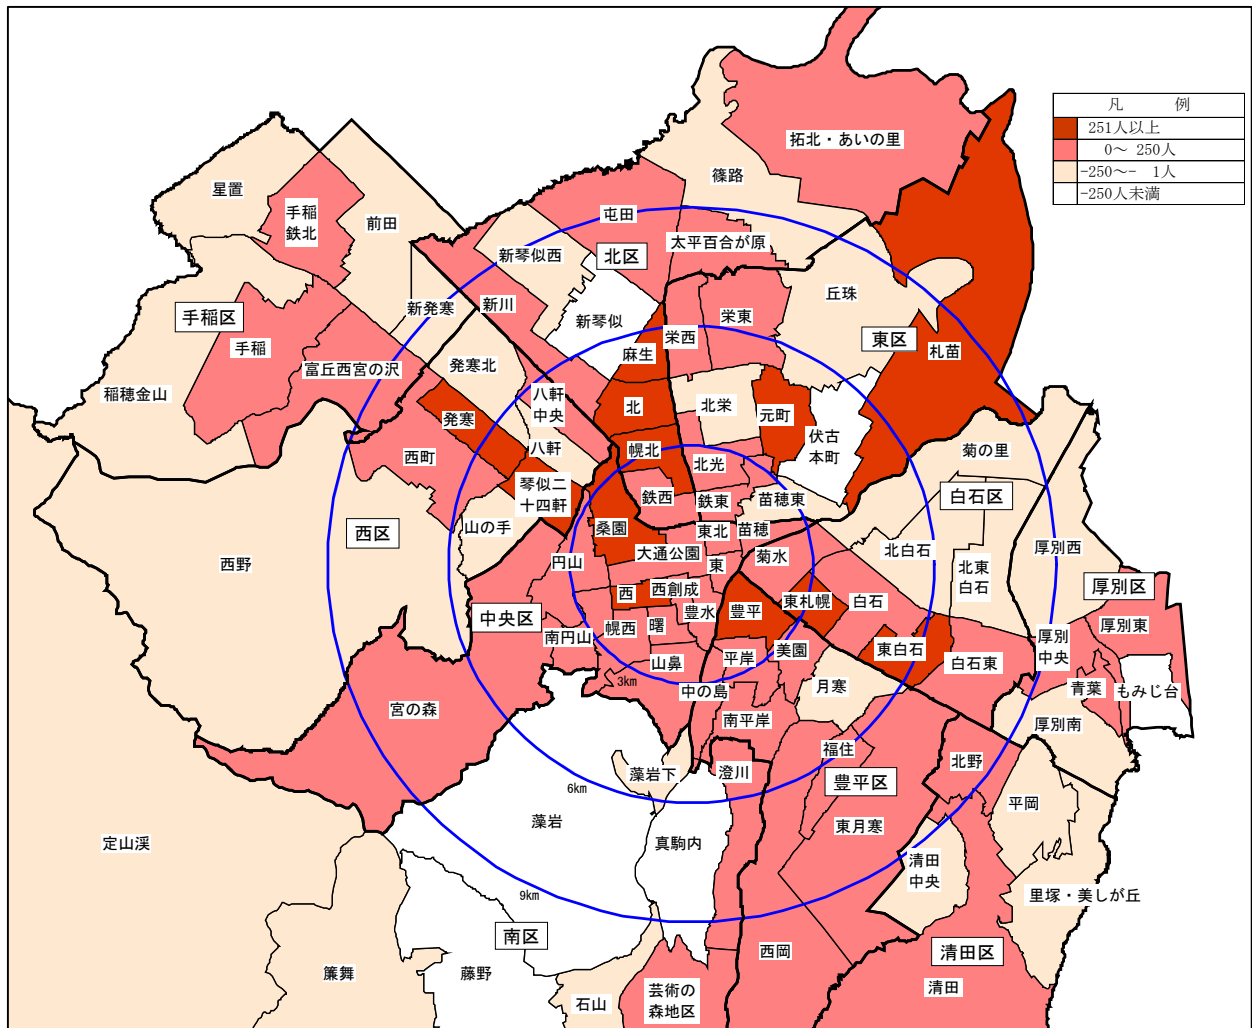 凡　　例
251人以上
0～ 250人
-250～- 1人
-250人未満
拓北・あいの里
篠路
星置
手稲
鉄北
前田
屯田
太平百合が原
新琴似西
北区
丘珠
新発寒
新川
手稲区
新琴似
栄東
手稲
栄西
東区
札苗
麻生
富丘西宮の沢
発寒北
稲穂金山
八軒
中央
北
北栄
元町
発寒
伏古
本町
八軒
幌北
菊の里
西町
北光
琴似二
十四軒
鉄西
鉄東
苗穂東
白石区
西区
山の手
桑園
東北
苗穂
大通公園
菊水
北白石
厚別西
西野
円山
東
北東
白石
厚別区
西
西創成
東札幌
白石
中央区
豊水
豊平
厚別東
南円山
幌西
曙
厚別
中央
美園
東白石
山鼻
平岸
白石東
3km
中の島
月寒
青葉
もみじ台
宮の森
南平岸
厚別南
福住
北野
藻岩下
澄川
豊平区
6km
平岡
藻岩
東月寒
定山渓
真駒内
清田
中央
9km
里塚・美しが丘
南区
西岡
清田区
簾舞
藤野
芸術の
森地区
石山
清田